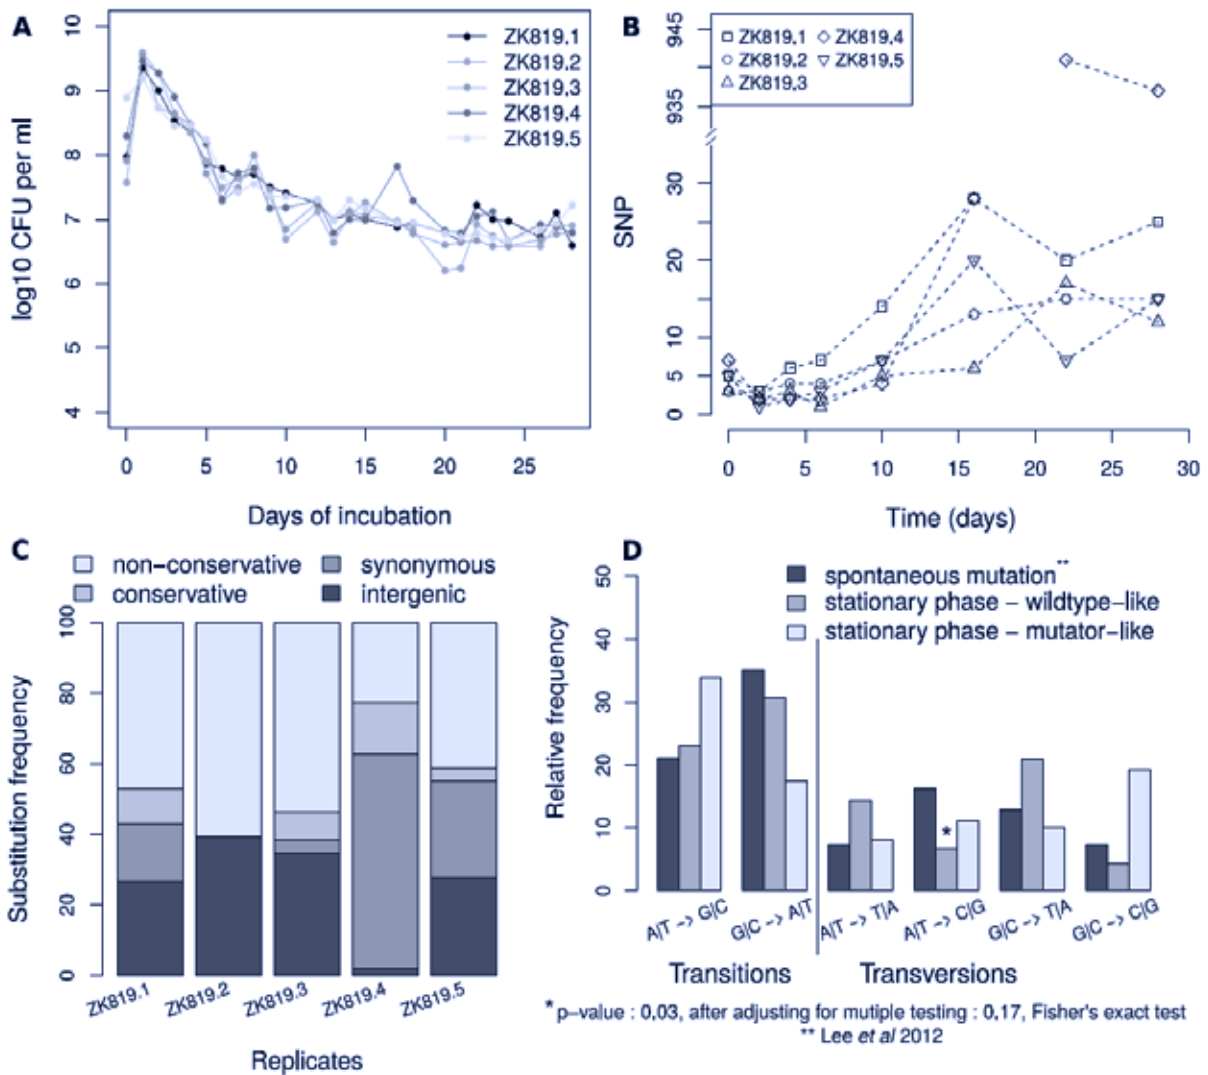 A
10
9
8
7
6
5
4
log10 CFU per ml
ZK819.1
ZK819.2
ZK819.3
ZK819.4
ZK819.5
0 5 10 15 20 25
Days of incubation
B
945
935
30
20
10
5
0
SNP
ZK819.1 ZK819.4
ZK819.2 ZK819.5
ZK819.3
0 5 10 15 20 25 30
Time (days)
C
non-conservative synonymous
conservative intergenic
100
80
60
40
20
0
Substitution frequency
ZK819.1 ZK819.2 ZK819.3 ZK819.4 ZK819.5
Replicates
D
spontaneous mutation**
stationary phase - wildtype-like
stationary phase - mutator-like
50
40
30
20
10
0
Relative frequency
*
A|T -> G|C G|C -> A|T A|T -> T|A A|T -> C|G G|C -> T|A G|C -> C|G
Transitions Transversions
*p-value : 0.03, after adjusting for mutiple testing : 0.17, Fisher's exact test
** Lee et al 2012